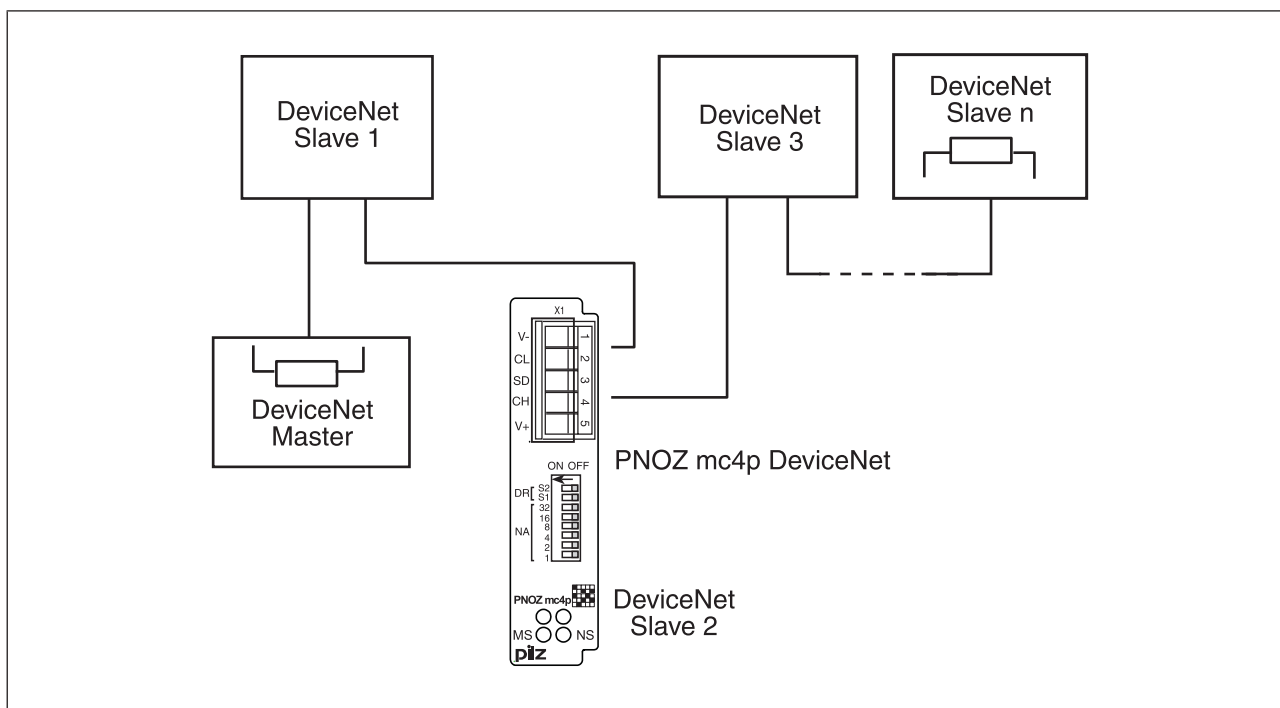 DeviceNet
Slave 1
DeviceNet
Slave 3
DeviceNet
Slave n
DeviceNet
Master
X1
V-
1
CL
2
SD
3
CH
4
V+
5
PNOZ mc4p DeviceNet
ON OFF
DR
S2
S1
NA
32
16
8
4
2
1
PNOZ mc4p
DeviceNet
Slave 2
MS
NS
pilz